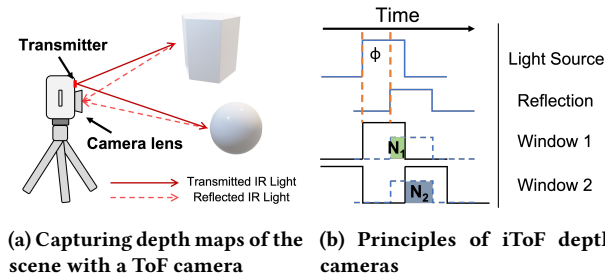 Transmitter
Camera lens
Transmitted IR Light
Reflected IR Light
Time
ϕ
Light Source
Reflection
N1
Window 1
N2
Window 2
(a) Capturing depth maps of the
scene with a ToF camera
(b) Principles of iToF depth
cameras